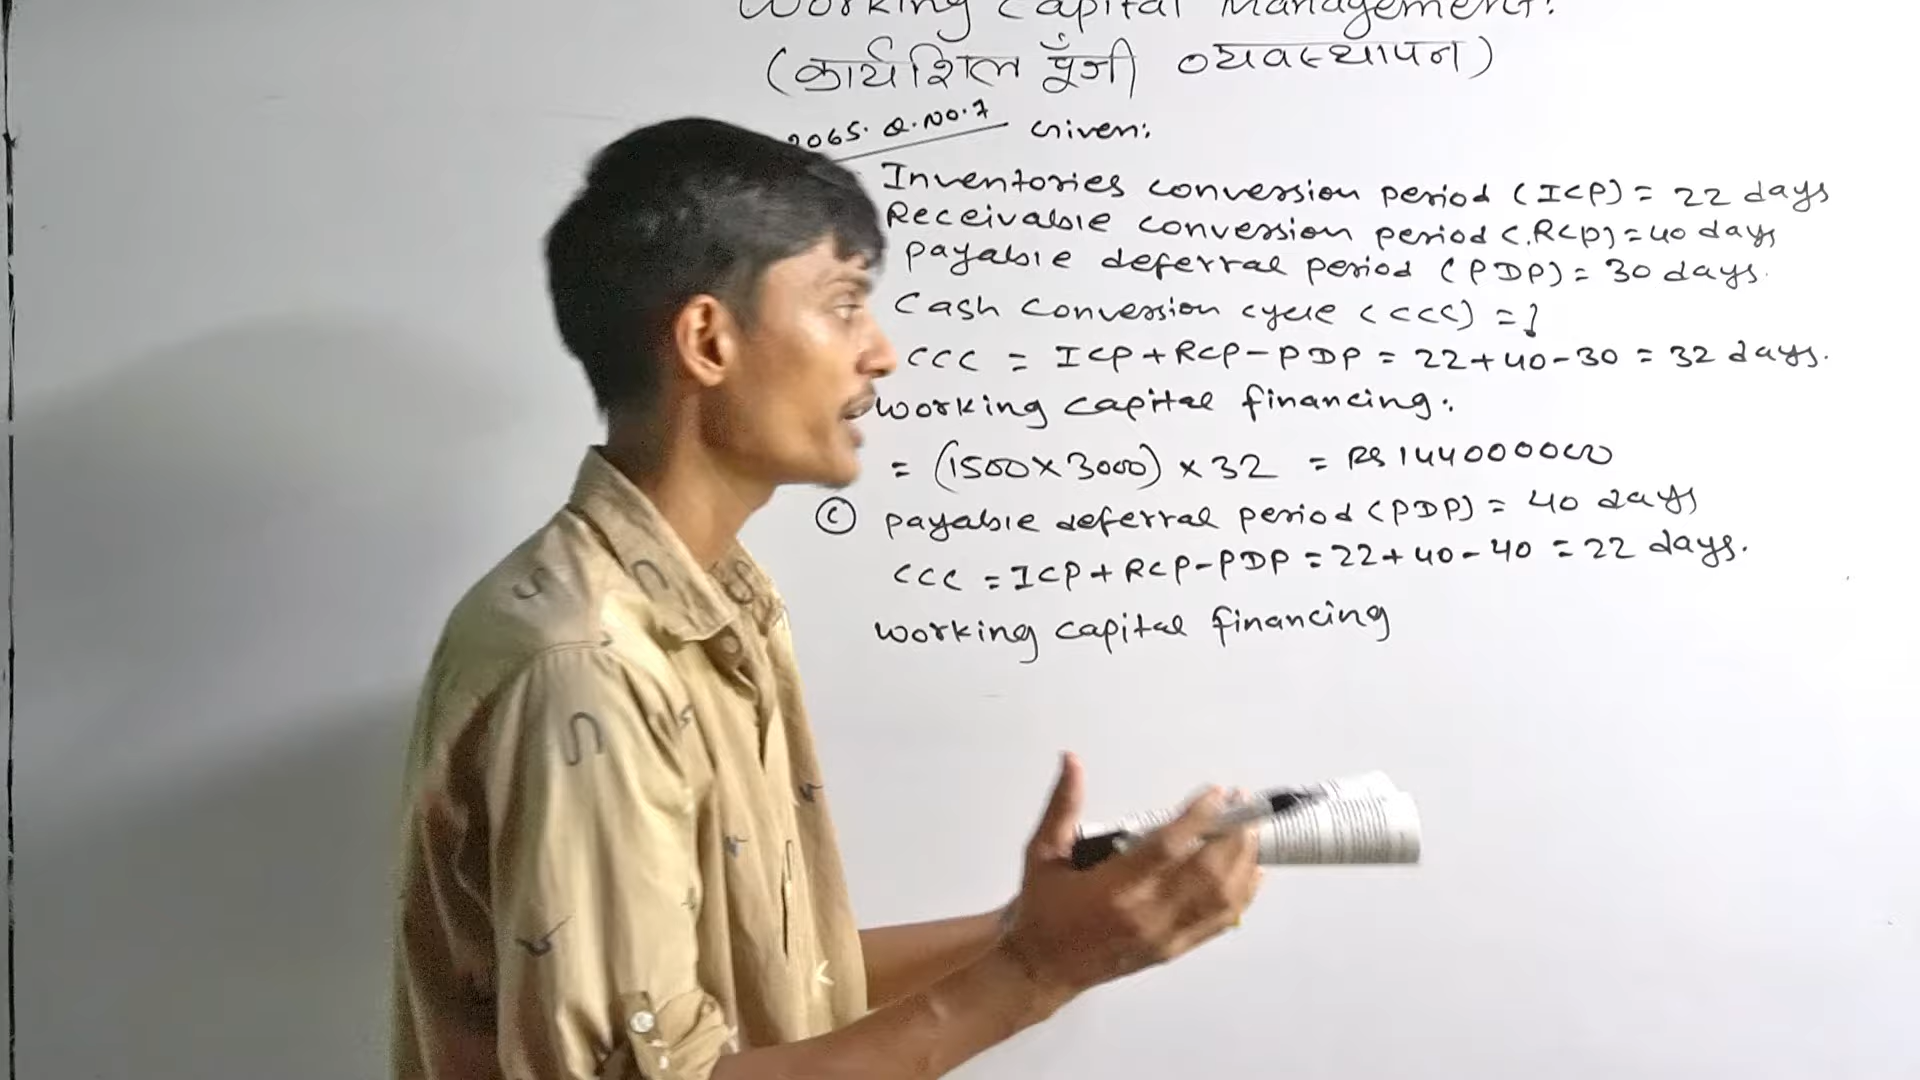 Working Capital Management:
(कार्यशिल पूँजी व्यवस्थापन)
2065. Q.NO.7 Given:
Inventories conversion period (ICP) = 22 days
Receivable conversion period (RCP) = 40 days
Payable deferral period (PDP) = 30 days.
Cash conversion cycle (CCC) = ?
CCC = ICP + RCP - PDP = 22 + 40 - 30 = 32 days.
Working capital financing:
= (1500 x 3000) x 32 = RS 144000000
(C) Payable deferral period (PDP) = 40 days
CCC = ICP + RCP - PDP = 22 + 40 - 40 = 22 days.
Working capital financing